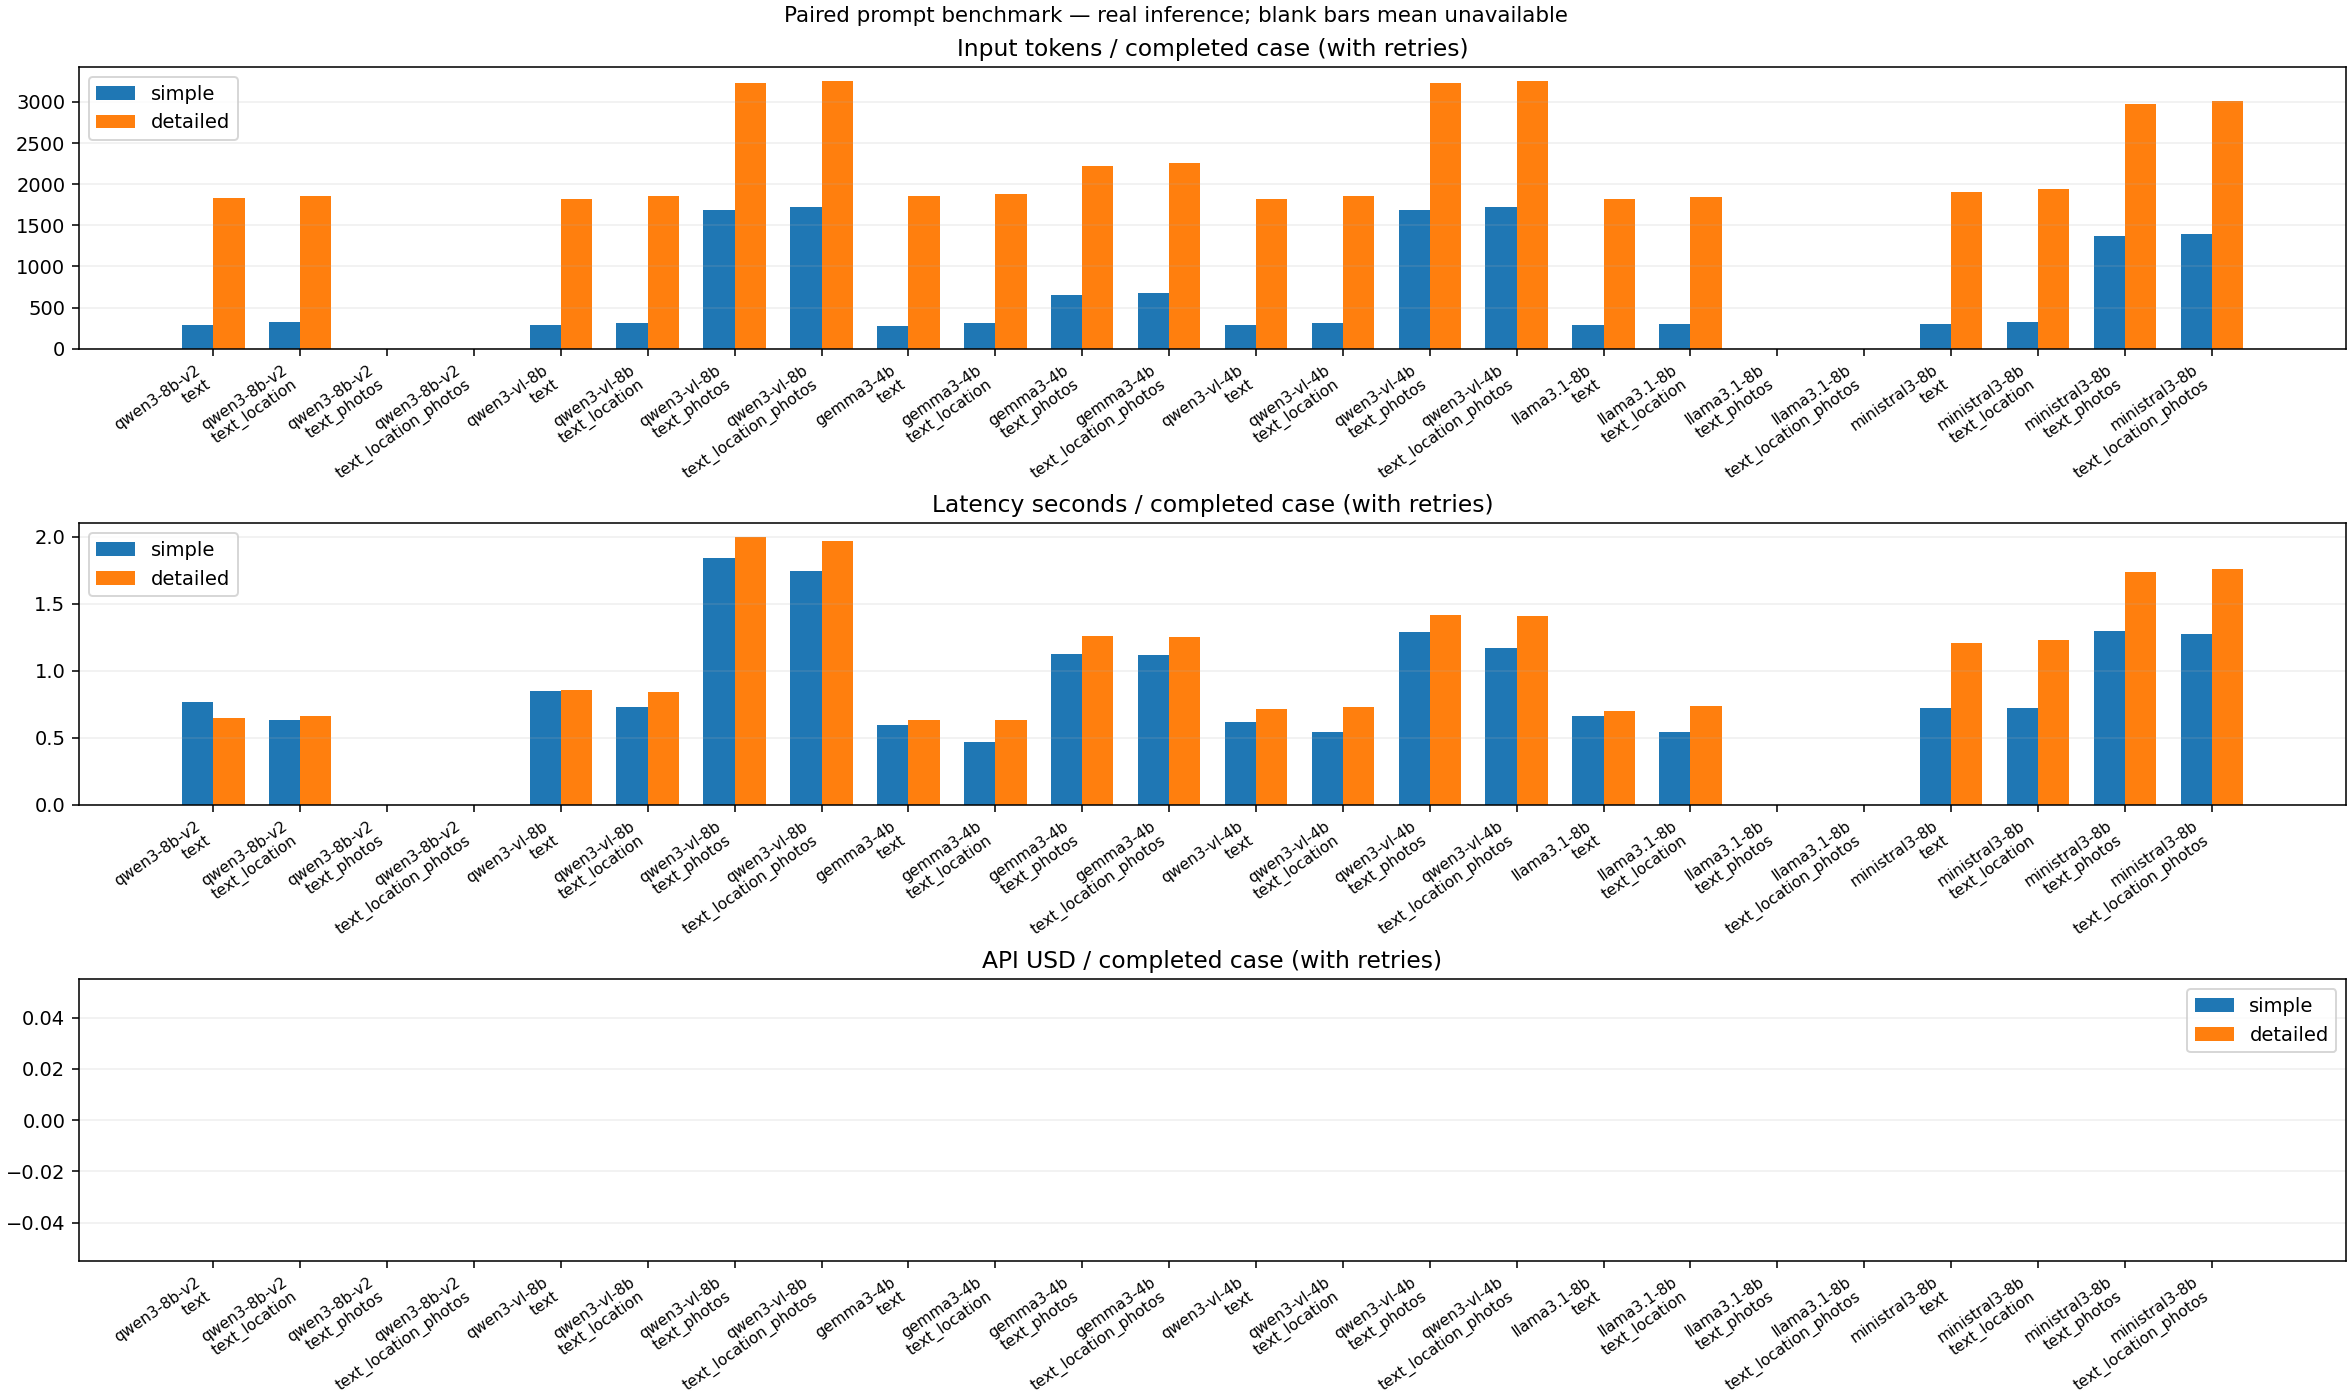 Paired prompt benchmark — real inference; blank bars mean unavailable
Input tokens / completed case (with retries)
simple
detailed
3000
2500
2000
1500
1000
500
0
qwen3-8b-v2
text
qwen3-8b-v2
text_location
qwen3-8b-v2
text_photos
qwen3-8b-v2
text_location_photos
qwen3-vl-8b
text
qwen3-vl-8b
text_location
qwen3-vl-8b
text_photos
qwen3-vl-8b
text_location_photos
gemma3-4b
text
gemma3-4b
text_location
gemma3-4b
text_photos
gemma3-4b
text_location_photos
qwen3-vl-4b
text
qwen3-vl-4b
text_location
qwen3-vl-4b
text_photos
qwen3-vl-4b
text_location_photos
llama3.1-8b
text
llama3.1-8b
text_location
llama3.1-8b
text_photos
llama3.1-8b
text_location_photos
ministral3-8b
text
ministral3-8b
text_location
ministral3-8b
text_photos
ministral3-8b
text_location_photos
Latency seconds / completed case (with retries)
simple
detailed
2.0
1.5
1.0
0.5
0.0
qwen3-8b-v2
text
qwen3-8b-v2
text_location
qwen3-8b-v2
text_photos
qwen3-8b-v2
text_location_photos
qwen3-vl-8b
text
qwen3-vl-8b
text_location
qwen3-vl-8b
text_photos
qwen3-vl-8b
text_location_photos
gemma3-4b
text
gemma3-4b
text_location
gemma3-4b
text_photos
gemma3-4b
text_location_photos
qwen3-vl-4b
text
qwen3-vl-4b
text_location
qwen3-vl-4b
text_photos
qwen3-vl-4b
text_location_photos
llama3.1-8b
text
llama3.1-8b
text_location
llama3.1-8b
text_photos
llama3.1-8b
text_location_photos
ministral3-8b
text
ministral3-8b
text_location
ministral3-8b
text_photos
ministral3-8b
text_location_photos
API USD / completed case (with retries)
simple
detailed
0.04
0.02
0.00
−0.02
−0.04
qwen3-8b-v2
text
qwen3-8b-v2
text_location
qwen3-8b-v2
text_photos
qwen3-8b-v2
text_location_photos
qwen3-vl-8b
text
qwen3-vl-8b
text_location
qwen3-vl-8b
text_photos
qwen3-vl-8b
text_location_photos
gemma3-4b
text
gemma3-4b
text_location
gemma3-4b
text_photos
gemma3-4b
text_location_photos
qwen3-vl-4b
text
qwen3-vl-4b
text_location
qwen3-vl-4b
text_photos
qwen3-vl-4b
text_location_photos
llama3.1-8b
text
llama3.1-8b
text_location
llama3.1-8b
text_photos
llama3.1-8b
text_location_photos
ministral3-8b
text
ministral3-8b
text_location
ministral3-8b
text_photos
ministral3-8b
text_location_photos